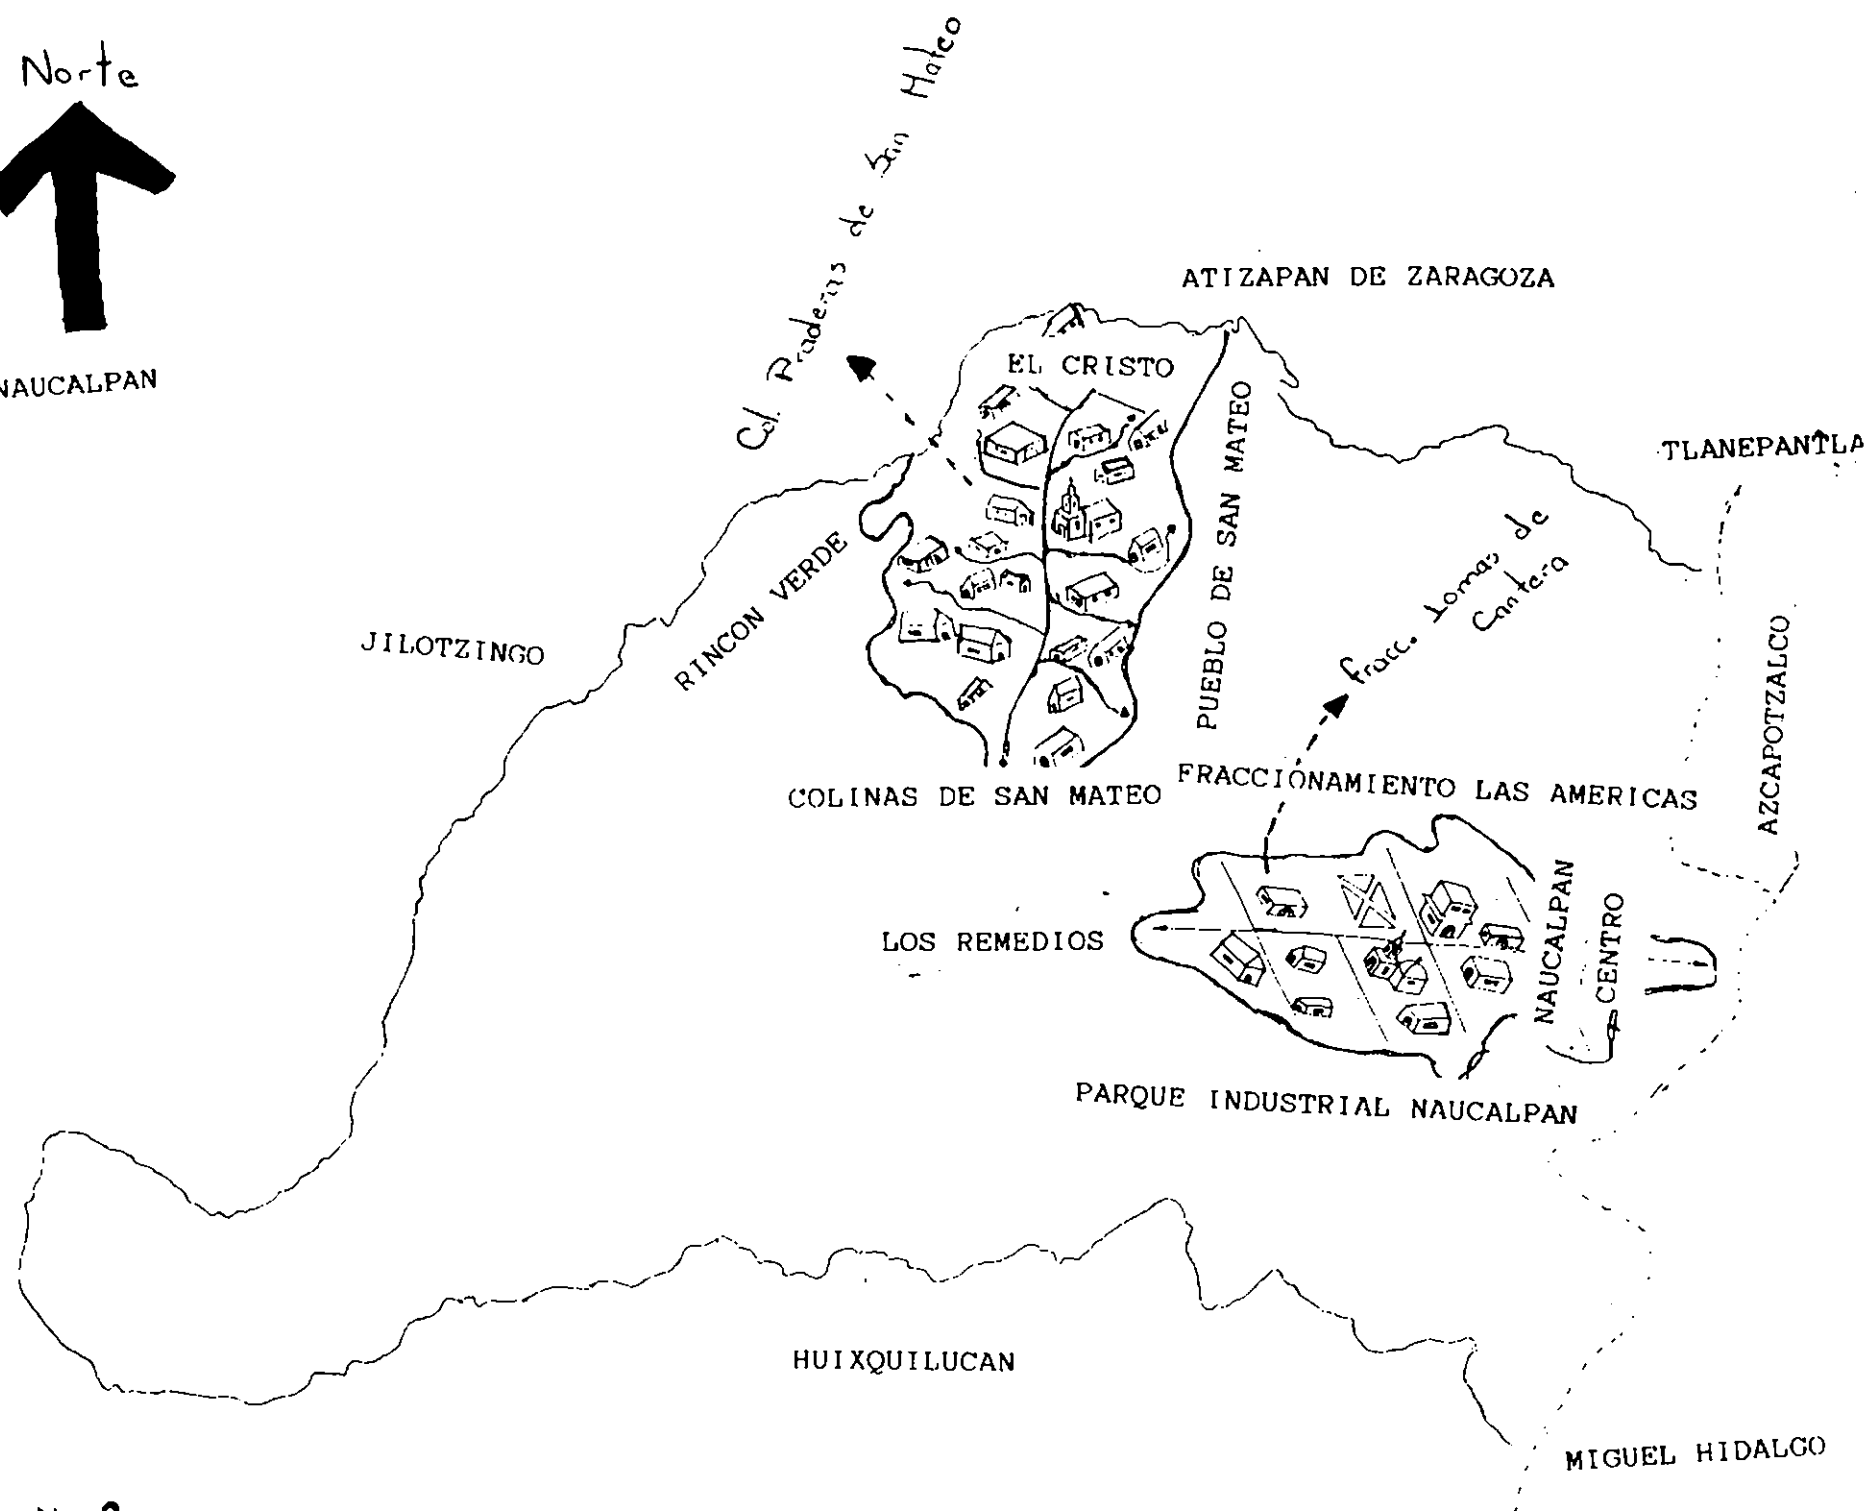 Norte
NAUCALPAN
Col. Praderas de San Mateo
ATIZAPAN DE ZARAGOZA
EL CRISTO
PUEBLO DE SAN MATEO
TLANEPANTLA
RINCON VERDE
JILOTZINGO
fracc. Lomas de
Cantera
AZCAPOTZALCO
COLINAS DE SAN MATEO
FRACCIONAMIENTO LAS AMERICAS
LOS REMEDIOS
NAUCALPAN
CENTRO
PARQUE INDUSTRIAL NAUCALPAN
HUIXQUILUCAN
MIGUEL HIDALGO